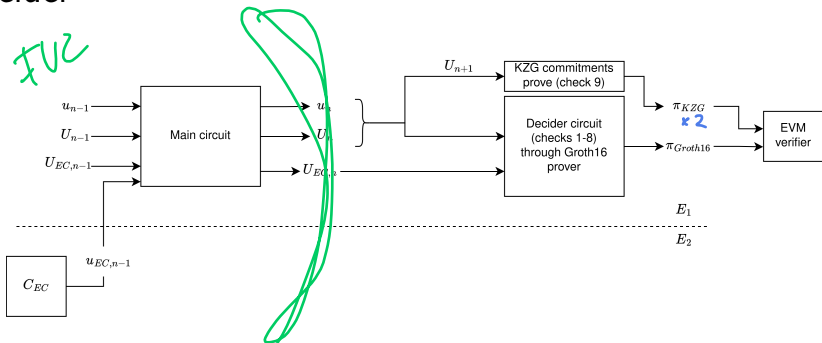 IVC
u_{n-1}
U_{n-1}
U_{EC,n-1}
Main circuit
u_n
U_n
U_{EC,n}
U_{n+1}
KZG commitments
prove (check 9)
Decider circuit
(checks 1-8)
through Groth16
prover
π_{KZG}
x2
π_{Groth16}
EVM
verifier
E_1
E_2
u_{EC,n-1}
C_{EC}